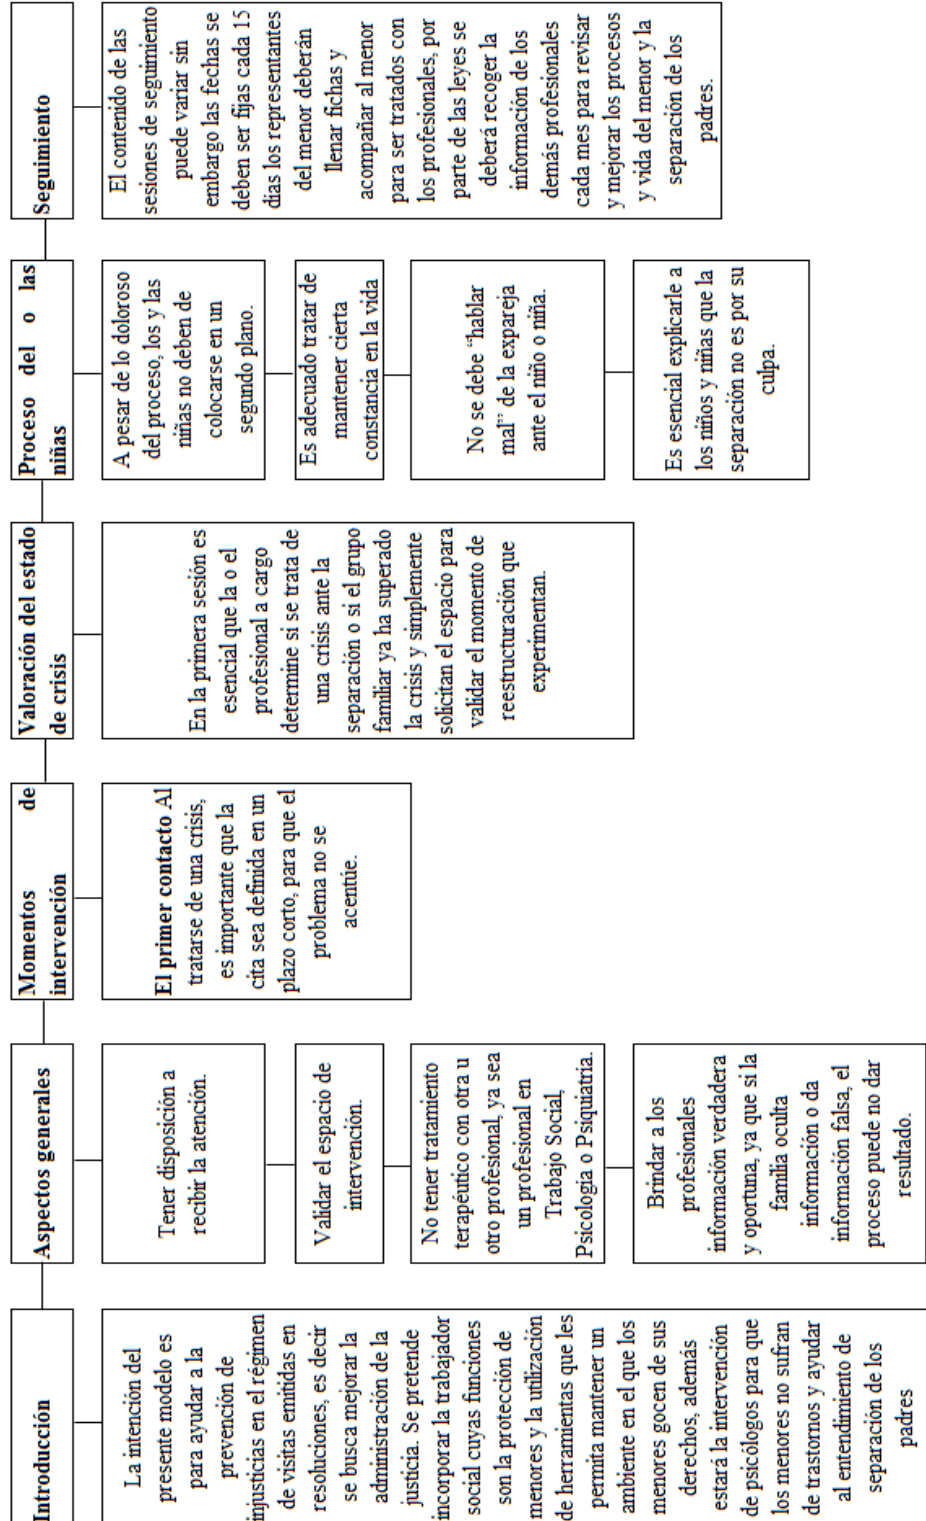 Introducción
La intención del
presente modelo es
para ayudar a la
prevención de
injusticias en el régimen
de visitas emitidas en
resoluciones, es decir
se busca mejorar la
administración de la
justicia. Se pretende
incorporar la trabajador
social cuyas funciones
son la protección de
menores y la utilización
de herramientas que les
permita mantener un
ambiente en el que los
menores gocen de sus
derechos, además
estará la intervención
de psicólogos para que
los menores no sufran
de trastornos y ayudar
al entendimiento de
separación de los
padres
Aspectos generales
Tener disposición a
recibir la atención.
Validar el espacio de
intervención.
No tener tratamiento
terapéutico con otra u
otro profesional, ya sea
un profesional en
Trabajo Social,
Psicología o Psiquiatría.
Brindar a los
profesionales
información verdadera
y oportuna, ya que si la
familia oculta
información o da
información falsa, el
proceso puede no dar
resultado.
Momentos de
intervención
El primer contacto Al
tratarse de una crisis,
es importante que la
cita sea definida en un
plazo corto, para que el
problema no se
acentúe.
Valoración del estado
de crisis
En la primera sesión es
esencial que la o el
profesional a cargo
determine si se trata de
una crisis ante la
separación o si el grupo
familiar ya ha superado
la crisis y simplemente
solicitan el espacio para
validar el momento de
reestructuración que
experimentan.
Proceso del o las
niñas
A pesar de lo doloroso
del proceso, los y las
niñas no deben de
colocarse en un
segundo plano.
Es adecuado tratar de
mantener cierta
constancia en la vida
No se debe “hablar
mal” de la expareja
ante el niño o niña.
Es esencial explicarle a
los niños y niñas que la
separación no es por su
culpa.
Seguimiento
El contenido de las
sesiones de seguimiento
puede variar sin
embargo las fechas se
deben ser fijas cada 15
días los representantes
del menor deberán
llenar fichas y
acompañar al menor
para ser tratados con
los profesionales, por
parte de las leyes se
deberá recoger la
información de los
demás profesionales
cada mes para revisar
y mejorar los procesos
y vida del menor y la
separación de los
padres.